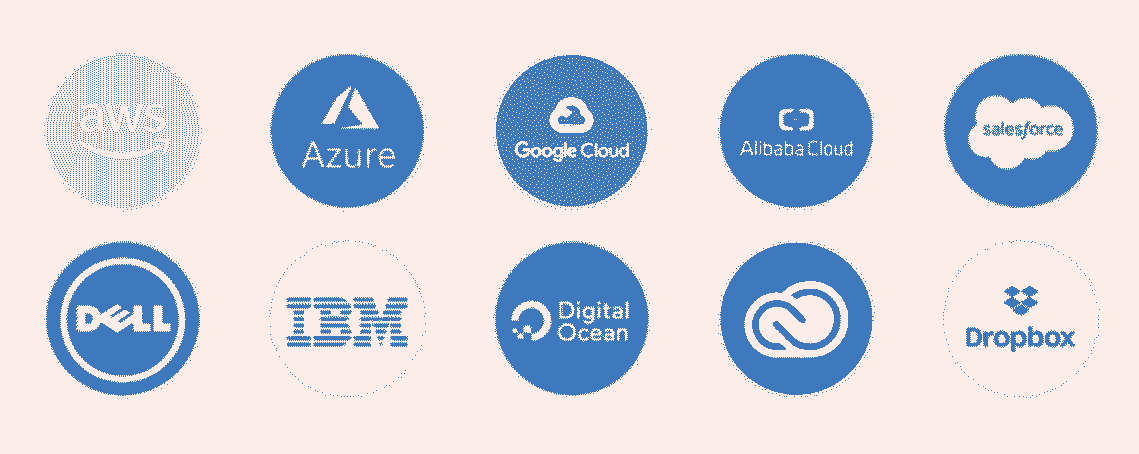 aws
Azure
Google Cloud
Alibaba Cloud
salesforce
DELL
IBM
Digital
Ocean
Dropbox